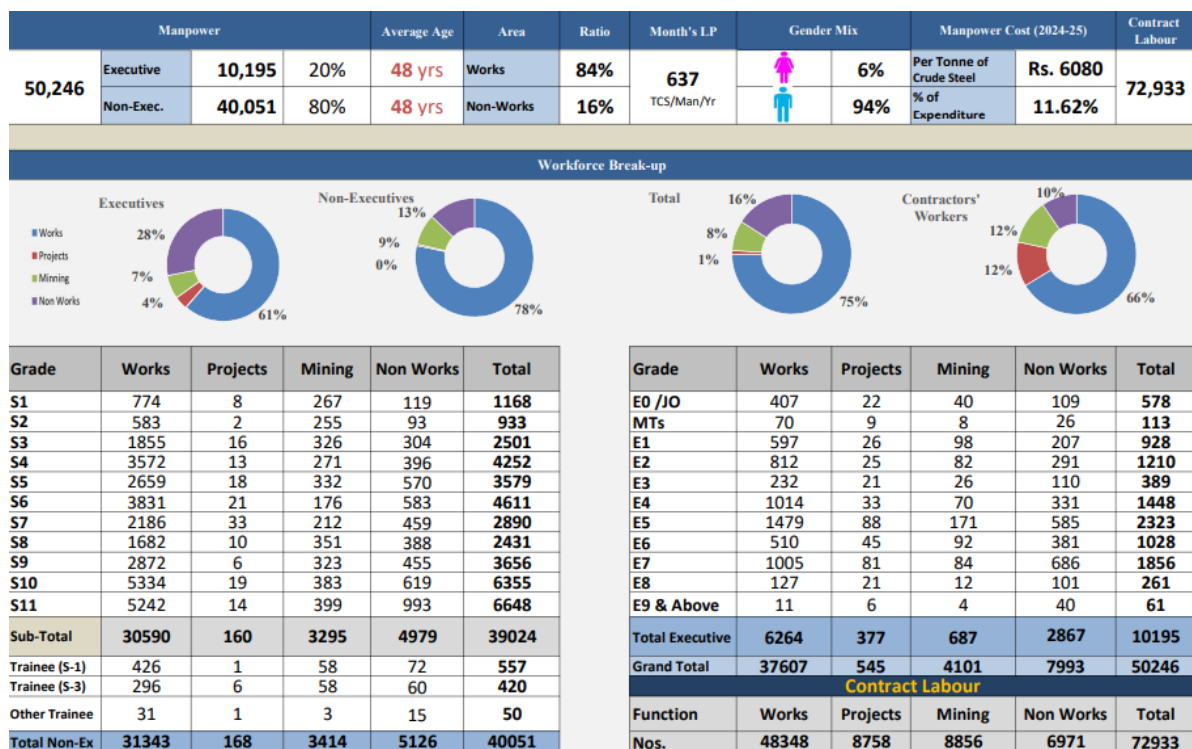 Manpower Average Age Area Ratio Month's LP Gender Mix Manpower Cost (2024-25) Contract Labour
50,246
Executive 10,195 20% 48 yrs Works 84%
Non-Exec. 40,051 80% 48 yrs Non-Works 16%
637
TCS/Man/Yr
6%
94%
Per Tonne of Crude Steel Rs. 6080
% of Expenditure 11.62%
72,933
Workforce Break-up
Executives
Works
Projects
Minning
Non Works
28%
7%
4%
61%
Non-Executives
13%
9%
0%
78%
Total
16%
8%
1%
75%
Contractors' Workers
10%
12%
12%
66%
Grade Works Projects Mining Non Works Total
S1 774 8 267 119 1168
S2 583 2 255 93 933
S3 1855 16 326 304 2501
S4 3572 13 271 396 4252
S5 2659 18 332 570 3579
S6 3831 21 176 583 4611
S7 2186 33 212 459 2890
S8 1682 10 351 388 2431
S9 2872 6 323 455 3656
S10 5334 19 383 619 6355
S11 5242 14 399 993 6648
Sub-Total 30590 160 3295 4979 39024
Trainee (S-1) 426 1 58 72 557
Trainee (S-3) 296 6 58 60 420
Other Trainee 31 1 3 15 50
Total Non-Ex 31343 168 3414 5126 40051
Grade Works Projects Mining Non Works Total
E0 /JO 407 22 40 109 578
MTs 70 9 8 26 113
E1 597 26 98 207 928
E2 812 25 82 291 1210
E3 232 21 26 110 389
E4 1014 33 70 331 1448
E5 1479 88 171 585 2323
E6 510 45 92 381 1028
E7 1005 81 84 686 1856
E8 127 21 12 101 261
E9 & Above 11 6 4 40 61
Total Executive 6264 377 687 2867 10195
Grand Total 37607 545 4101 7993 50246
Contract Labour
Function Works Projects Mining Non Works Total
Nos. 48348 8758 8856 6971 72933